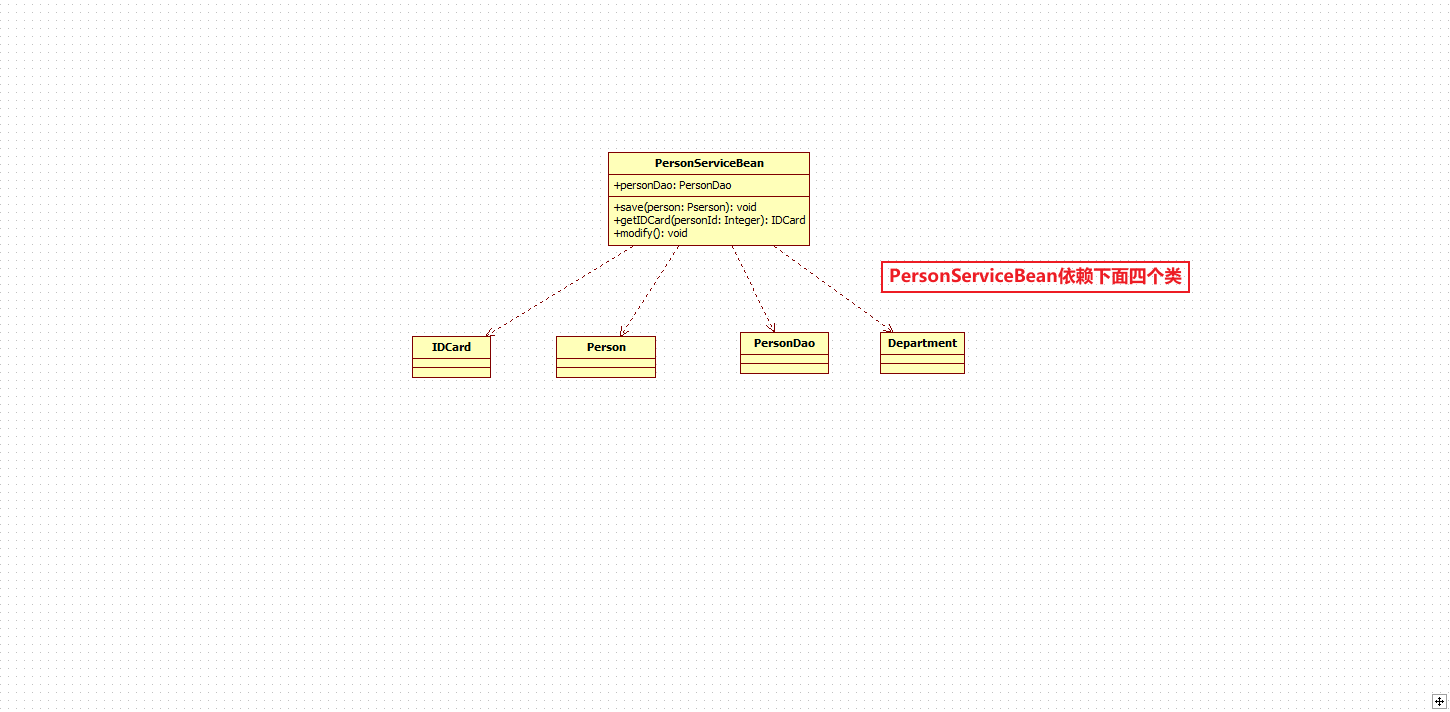 PersonServiceBean
+personDao: PersonDao
+save(person: Pserson): void
+getIDCard(personId: Integer): IDCard
+modify(): void
PersonServiceBean依赖下面四个类
IDCard
Person
PersonDao
Department